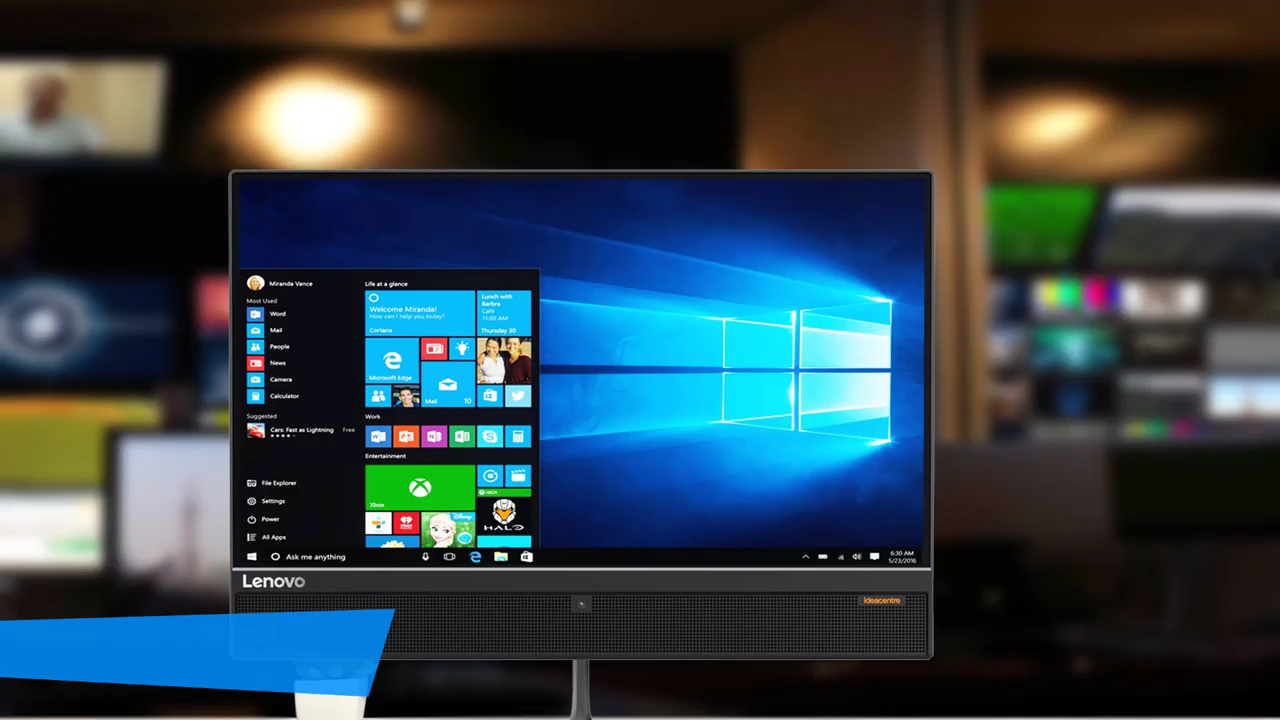 Miranda Vance
Most Used
Word
Mail
People
News
Camera
Calculator
Suggested
Cars: Fast as Lightning Free
File Explorer
Settings
Power
All Apps
Life at a glance
Welcome Miranda!
How can I help you today?
Cortana
Lunch with
Barbra
Café
11:00 AM
Thursday 30
Microsoft Edge
Mail 10
Work
Entertainment
Xbox
XBOX
HALO
Disney
Ask me anything
6:30 AM
5/23/2016
Lenovo
ideacentre